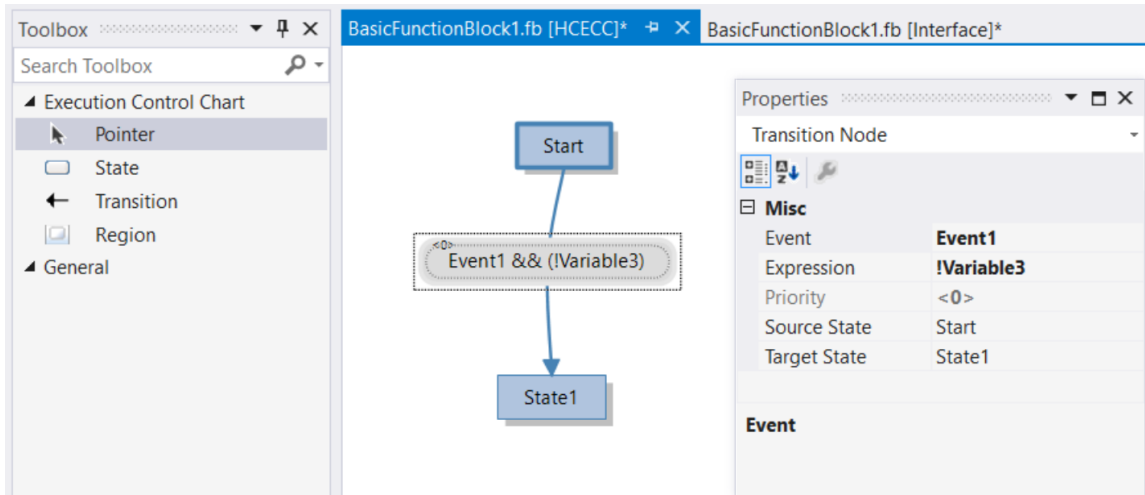 Toolbox
Search Toolbox
Execution Control Chart
Pointer
State
Transition
Region
General
BasicFunctionBlock1.fb [HCECC]*
BasicFunctionBlock1.fb [Interface]*
Start
<0>
Event1 && (!Variable3)
State1
Properties
Transition Node
A
Z
Misc
Event Event1
Expression !Variable3
Priority <0>
Source State Start
Target State State1
Event